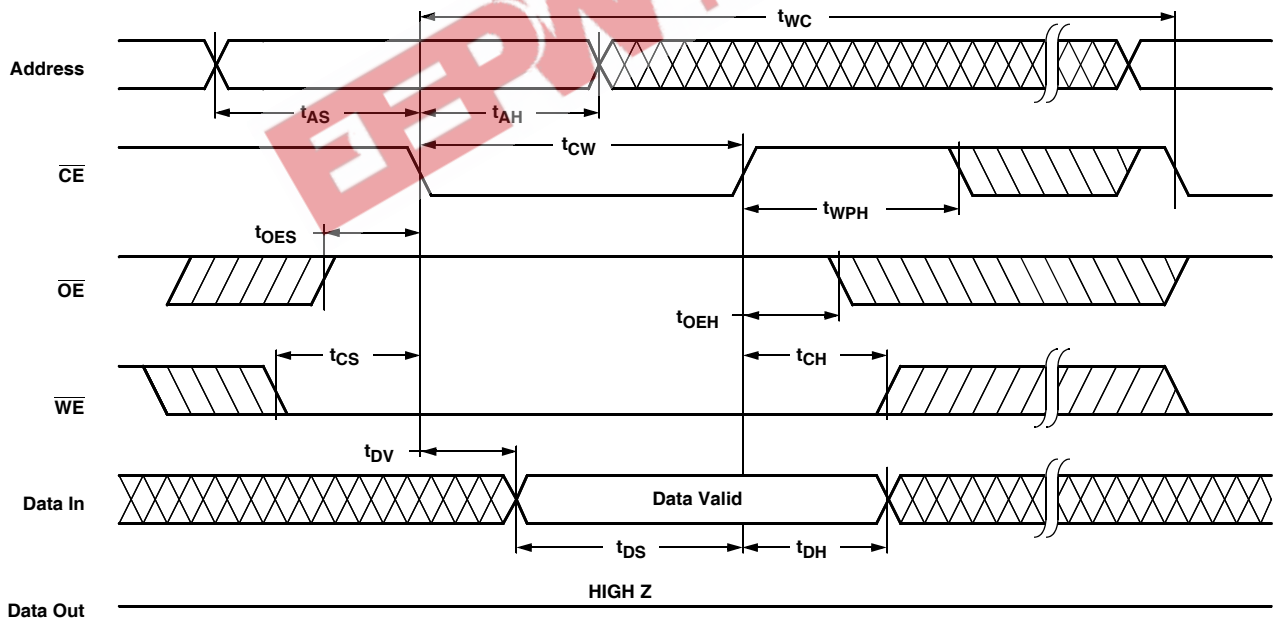 tWC
Address
tAS
tAH
tCW
CE
tWPH
tOES
OE
tOEH
tCS
tCH
WE
tDV
Data In
Data Valid
tDS
tDH
HIGH Z
Data Out